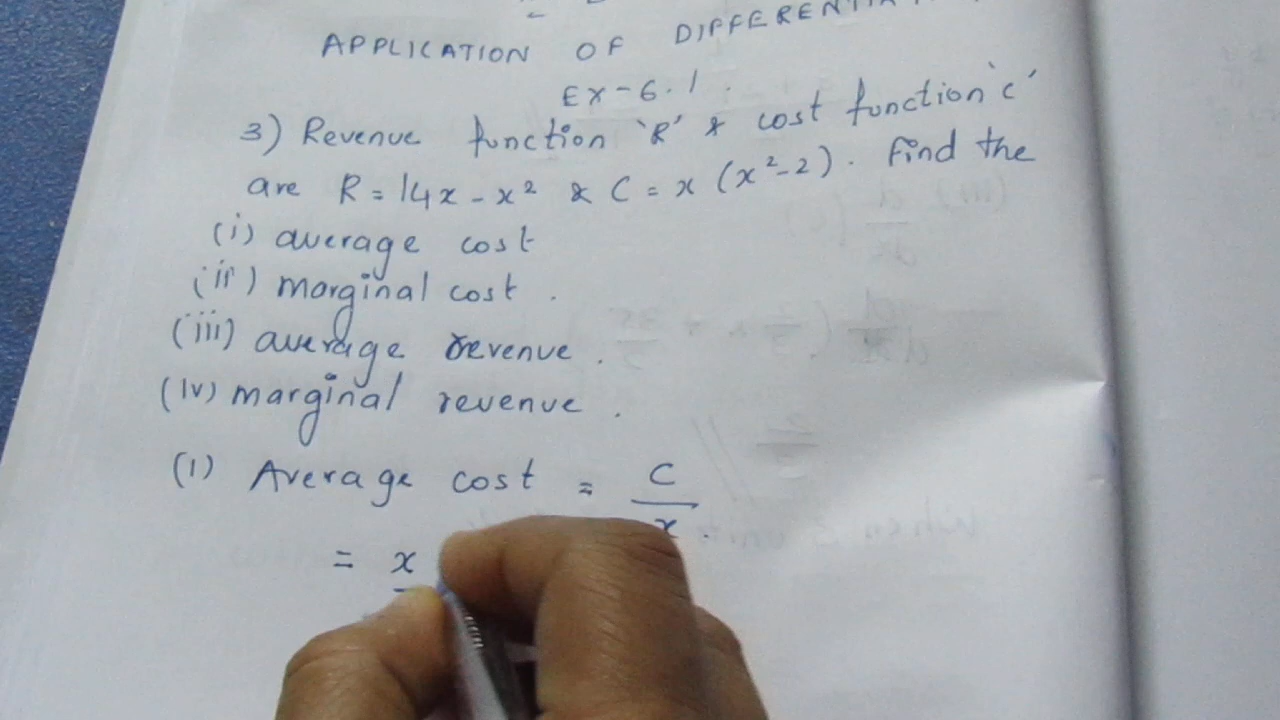 APPLICATION OF
EX-6.1.
3) Revenue function 'R' & cost function 'c'
are R = 14x - x² & C = x (x²-2). Find the
(i) average cost
(ii) marginal cost.
(iii) average revenue.
(iv) marginal revenue.
(1) Average cost = C/x.
= x